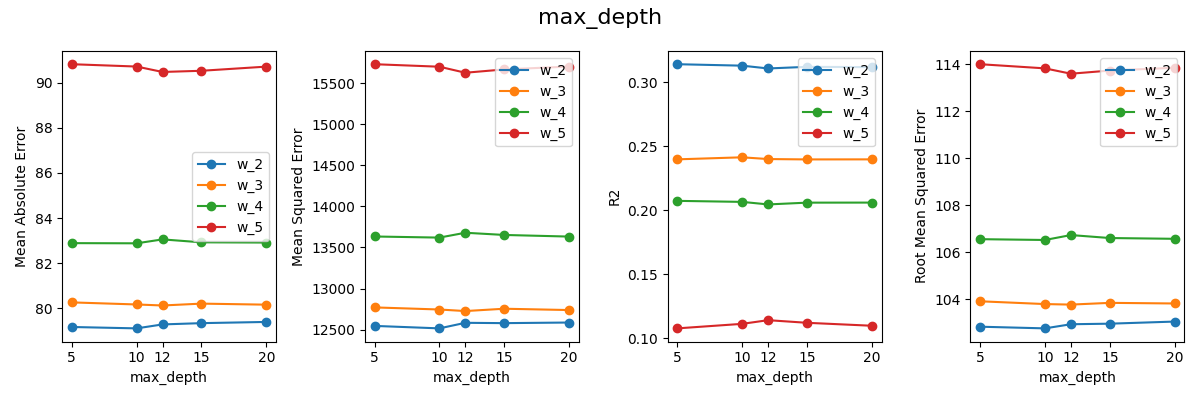 max_depth
Mean Absolute Error
90
88
86
84
82
80
5 10 12 15 20
max_depth
w_2
w_3
w_4
w_5
Mean Squared Error
15500
15000
14500
14000
13500
13000
12500
5 10 12 15 20
max_depth
w_2
w_3
w_4
w_5
R2
0.30
0.25
0.20
0.15
0.10
5 10 12 15 20
max_depth
w_2
w_3
w_4
w_5
Root Mean Squared Error
114
112
110
108
106
104
5 10 12 15 20
max_depth
w_2
w_3
w_4
w_5